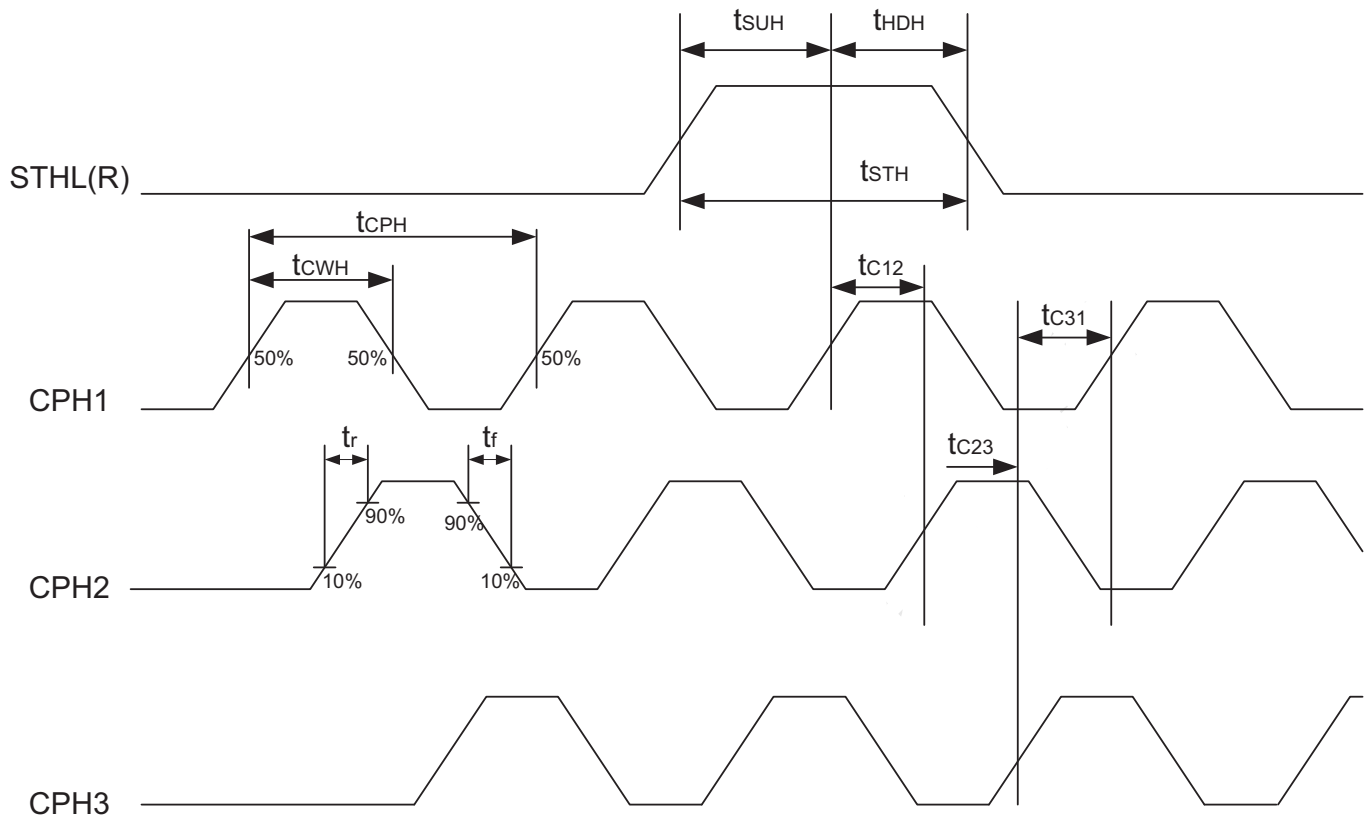 tSUH
tHDH
STHL(R)
tSTH
tCPH
tCWH
tC12
tC31
50%
50%
50%
CPH1
tr
tf
tC23
90%
90%
10%
10%
CPH2
CPH3